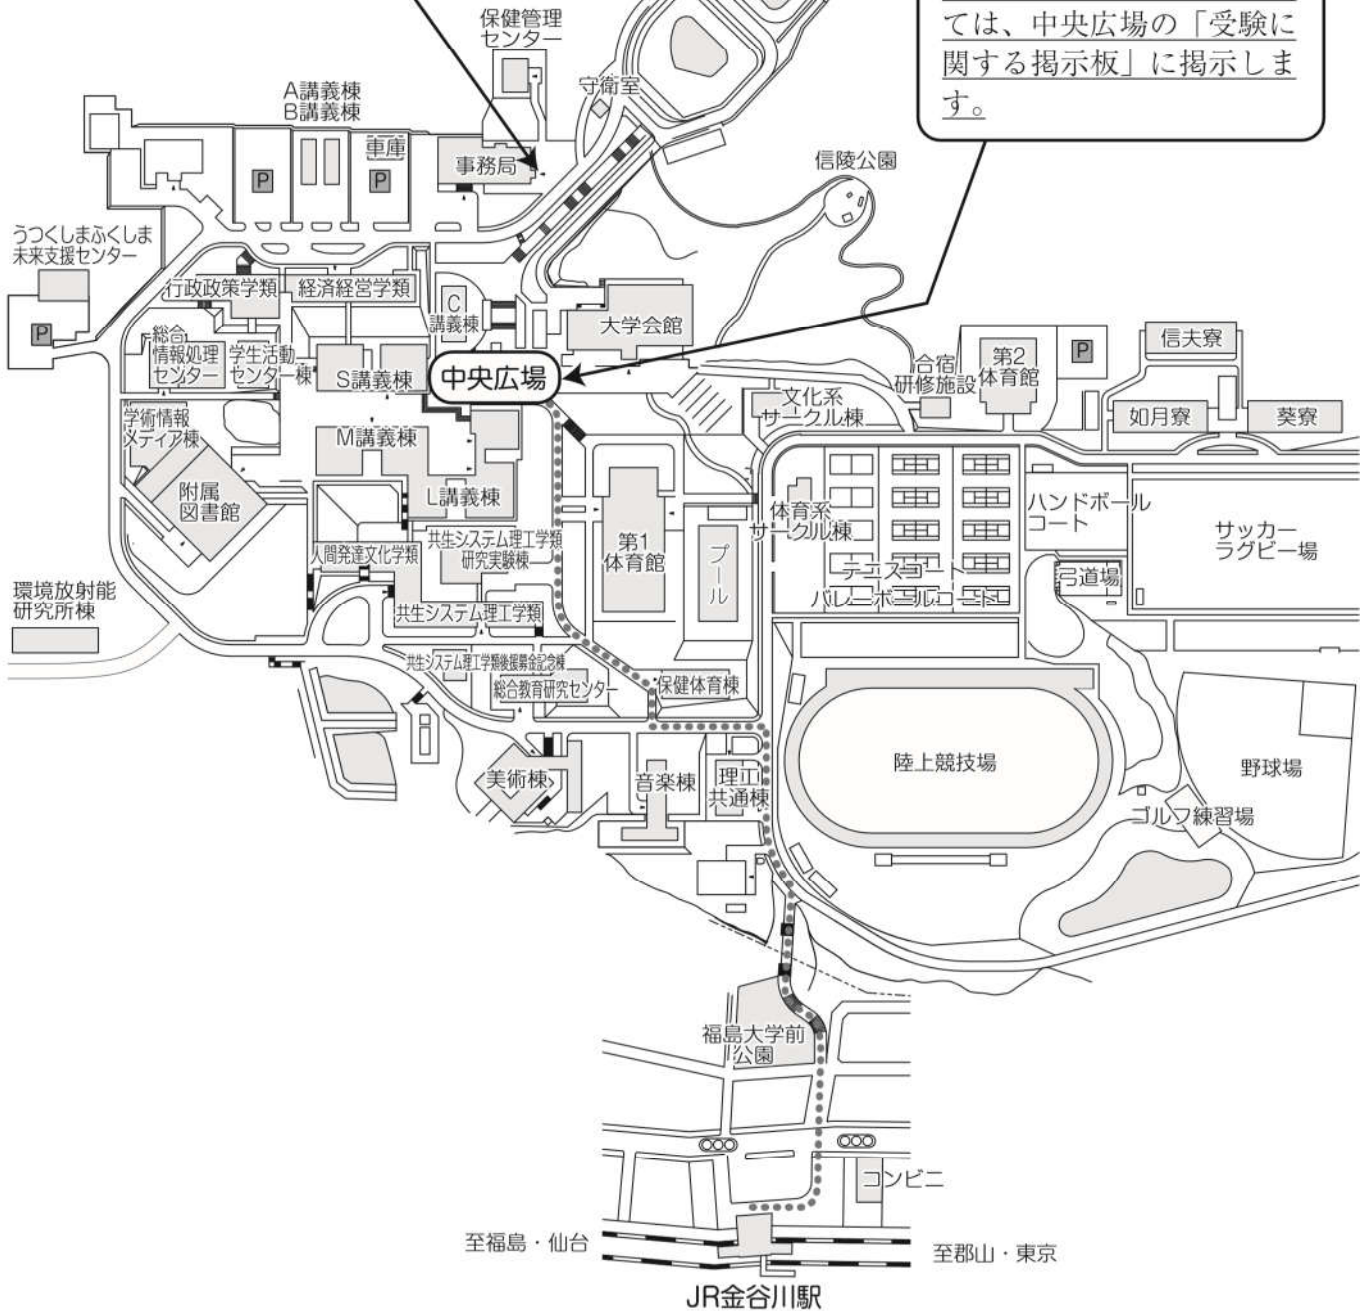 ては、中央広場の「受験に
関する掲示板」に掲示しま
す。
保健管理
センター
守衛室
A講義棟
B講義棟
車庫
事務局
P
P
信陵公園
うつくしまふくしま
未来支援センター
P
行政政策学類
経済経営学類
C
講義棟
大学会館
総合
情報処理
センター
学生活動
センター棟
S講義棟
中央広場
合宿
研修施設
第2
体育館
P
信夫寮
如月寮
葵寮
文化系
サークル棟
学術情報
メディア棟
M講義棟
附属
図書館
L講義棟
体育系
サークル棟
ハンドボール
コート
サッカー
ラグビー場
人間発達文化学類
共生システム理工学類
研究実験棟
第1
体育館
プール
テニスコート
バレーボールコート
弓道場
環境放射能
研究所棟
共生システム理工学類
共生システム理工学類後援募金記念棟
総合教育研究センター
保健体育棟
美術棟
音楽棟
理工
共通棟
陸上競技場
野球場
ゴルフ練習場
福島大学前
公園
コンビニ
至福島・仙台
至郡山・東京
JR金谷川駅